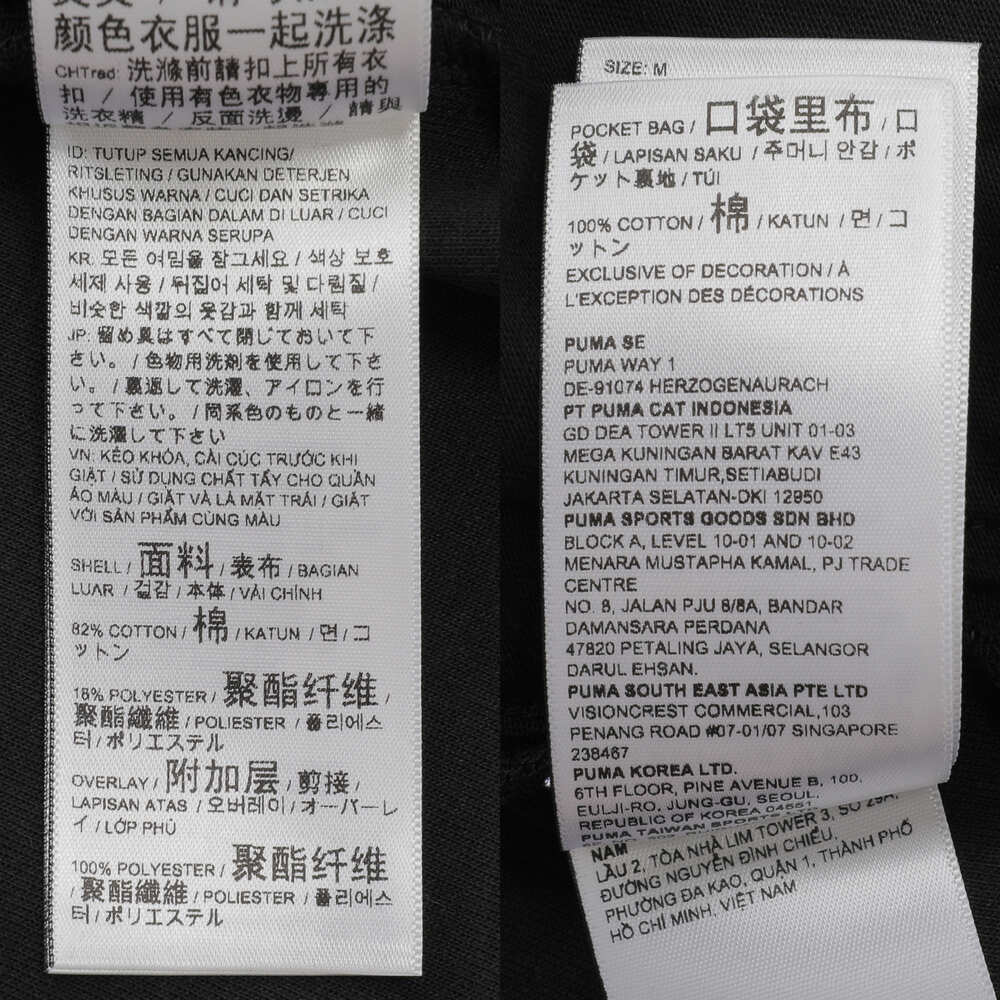 颜色衣服一起洗涤
CHTrad: 洗滌前請扣上所有衣
扣 / 使用有色衣物專用的
洗衣精 / 反面洗燙 / 請與
ID: TUTUP SEMUA KANCING/
RITSLETING / GUNAKAN DETERJEN
KHUSUS WARNA / CUCI DAN SETRIKA
DENGAN BAGIAN DALAM DI LUAR / CUCI
DENGAN WARNA SERUPA
KR. 모든 여밈을 잠그세요 / 색상 보호
세제 사용 / 뒤집어 세탁 및 다림질 /
비슷한 색깔의 옷감과 함께 세탁
JP: 留め具はすべて閉じておいて下
さい。 / 色物用洗剤を使用して下さ
い。 / 裏返して洗濯、アイロンを行
って下さい。 / 同系色のものと一緒
に洗濯して下さい
VN: KÉO KHÓA, CÀI CÚC TRƯỚC KHI
GIẶT / SỬ DỤNG CHẤT TẨY CHO QUẦN
ÁO MÀU / GIẶT VÀ LÀ MẶT TRÁI / GIẶT
VỚI SẢN PHẨM CÙNG MÀU
SHELL / 面料 / 表布 / BAGIAN
LUAR / 겉감 / 本体 / VẢI CHÍNH
82% COTTON / 棉 / KATUN / 면 / コ
ットン
18% POLYESTER / 聚酯纤维 /
聚酯纖維 / POLIESTER / 폴리에스
터 / ポリエステル
OVERLAY / 附加层 / 剪接 /
LAPISAN ATAS / 오버레이 / オーバーレ
イ / LỚP PHỦ
100% POLYESTER / 聚酯纤维
/ 聚酯纖維 / POLIESTER / 폴리에스
터 / ポリエステル
SIZE: M
POCKET BAG / 口袋里布 / 口
袋 / LAPISAN SAKU / 주머니 안감 / ポ
ケット裏地 / TÚI
100% COTTON / 棉 / KATUN / 면 / コ
ットン
EXCLUSIVE OF DECORATION / À
L'EXCEPTION DES DÉCORATIONS
PUMA SE
PUMA WAY 1
DE-91074 HERZOGENAURACH
PT PUMA CAT INDONESIA
GD DEA TOWER II LT5 UNIT 01-03
MEGA KUNINGAN BARAT KAV E43
KUNINGAN TIMUR,SETIABUDI
JAKARTA SELATAN-DKI 12950
PUMA SPORTS GOODS SDN BHD
BLOCK A, LEVEL 10-01 AND 10-02
MENARA MUSTAPHA KAMAL, PJ TRADE
CENTRE
NO. 8, JALAN PJU 8/8A, BANDAR
DAMANSARA PERDANA
47820 PETALING JAYA, SELANGOR
DARUL EHSAN.
PUMA SOUTH EAST ASIA PTE LTD
VISIONCREST COMMERCIAL,103
PENANG ROAD #07-01/07 SINGAPORE
238467
PUMA KOREA LTD.
6TH FLOOR, PINE AVENUE B, 100,
EULJI-RO, JUNG-GU, SEOUL,
REPUBLIC OF KOREA 04551
PUMA TAIWAN SPORTS
NAM
LẦU 2, TÒA NHÀ LIM TOWER 3, SỐ 29A,
ĐƯỜNG NGUYỄN ĐÌNH CHIỂU,
PHƯỜNG ĐA KAO, QUẬN 1, THÀNH PHỐ
HỒ CHÍ MINH, VIỆT NAM